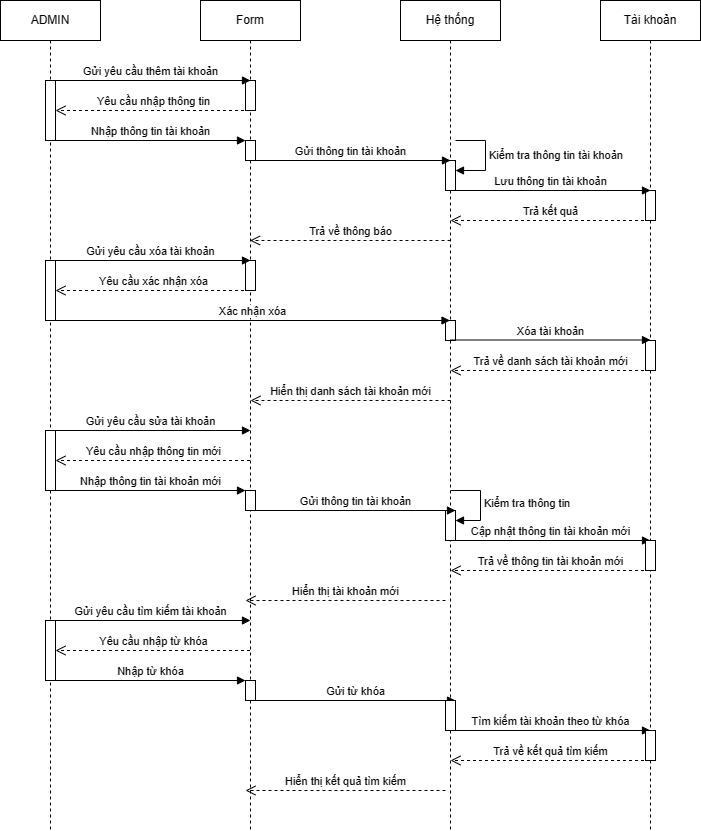 ADMIN
Form
Hệ thống
Tải khoản
Gửi yêu cầu thêm tài khoản
Yêu cầu nhập thông tin
Nhập thông tin tài khoản
Gửi thông tin tài khoản
Kiểm tra thông tin tài khoản
Lưu thông tin tài khoản
Trả kết quả
Trả về thông báo
Gửi yêu cầu xóa tài khoản
Yêu cầu xác nhận xóa
Xác nhận xóa
Xóa tài khoản
Trả về danh sách tài khoản mới
Hiển thị danh sách tài khoản mới
Gửi yêu cầu sửa tài khoản
Yêu cầu nhập thông tin mới
Nhập thông tin tài khoản mới
Gửi thông tin tài khoản
Kiểm tra thông tin
Cập nhật thông tin tài khoản mới
Trả về thông tin tài khoản mới
Hiển thị tài khoản mới
Gửi yêu cầu tìm kiếm tài khoản
Yêu cầu nhập từ khóa
Nhập từ khóa
Gửi từ khóa
Tìm kiếm tài khoản theo từ khóa
Trả về kết quả tìm kiếm
Hiển thị kết quả tìm kiếm